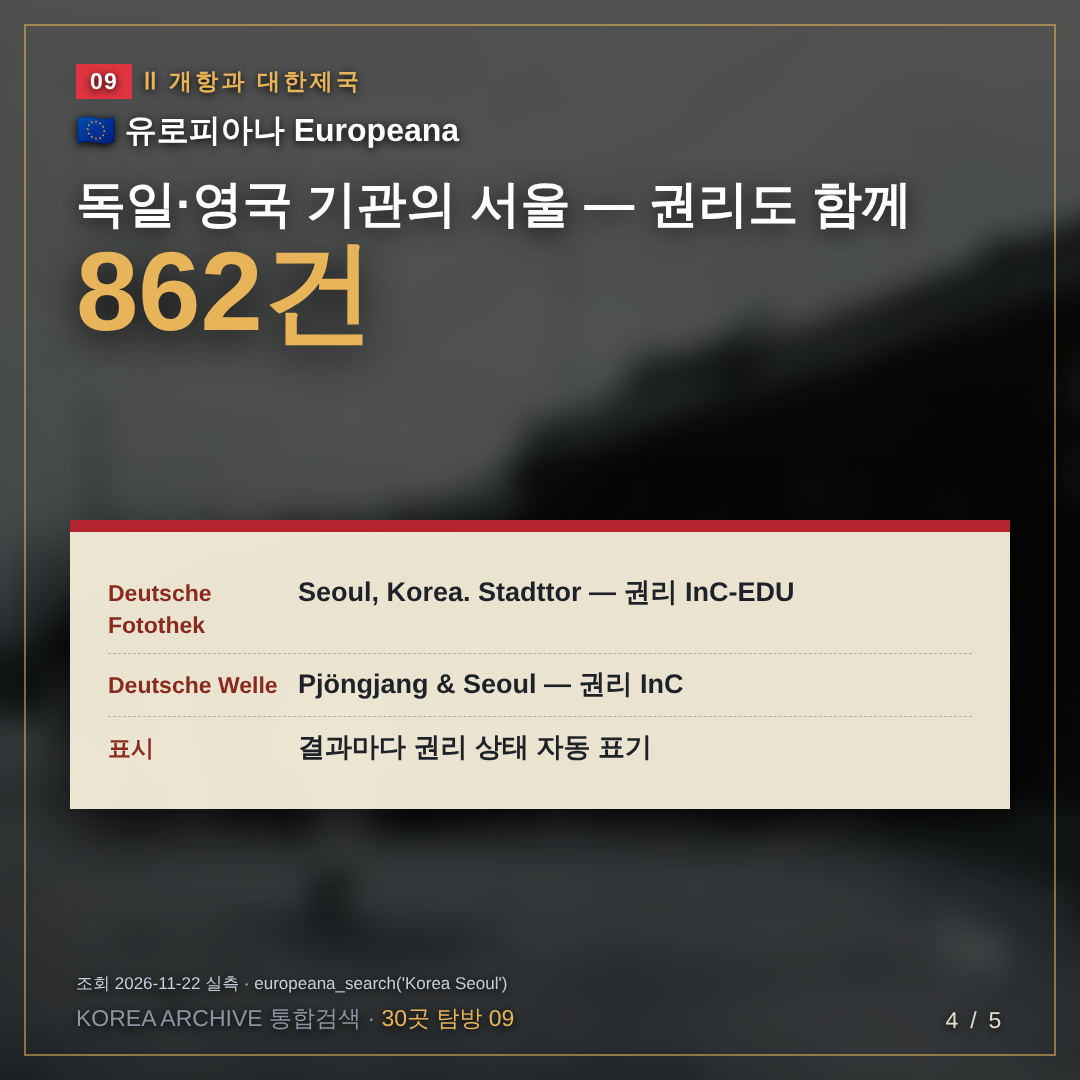 09 Ⅱ 개항과 대한제국
유로피아나 Europeana
독일·영국 기관의 서울 — 권리도 함께
862건
Deutsche Fotothek
Seoul, Korea. Stadttor — 권리 InC-EDU
Deutsche Welle
Pjöngjang & Seoul — 권리 InC
표시
결과마다 권리 상태 자동 표기
조회 2026-11-22 실측 · europeana_search('Korea Seoul')
KOREA ARCHIVE 통합검색 · 30곳 탐방 09
4 / 5